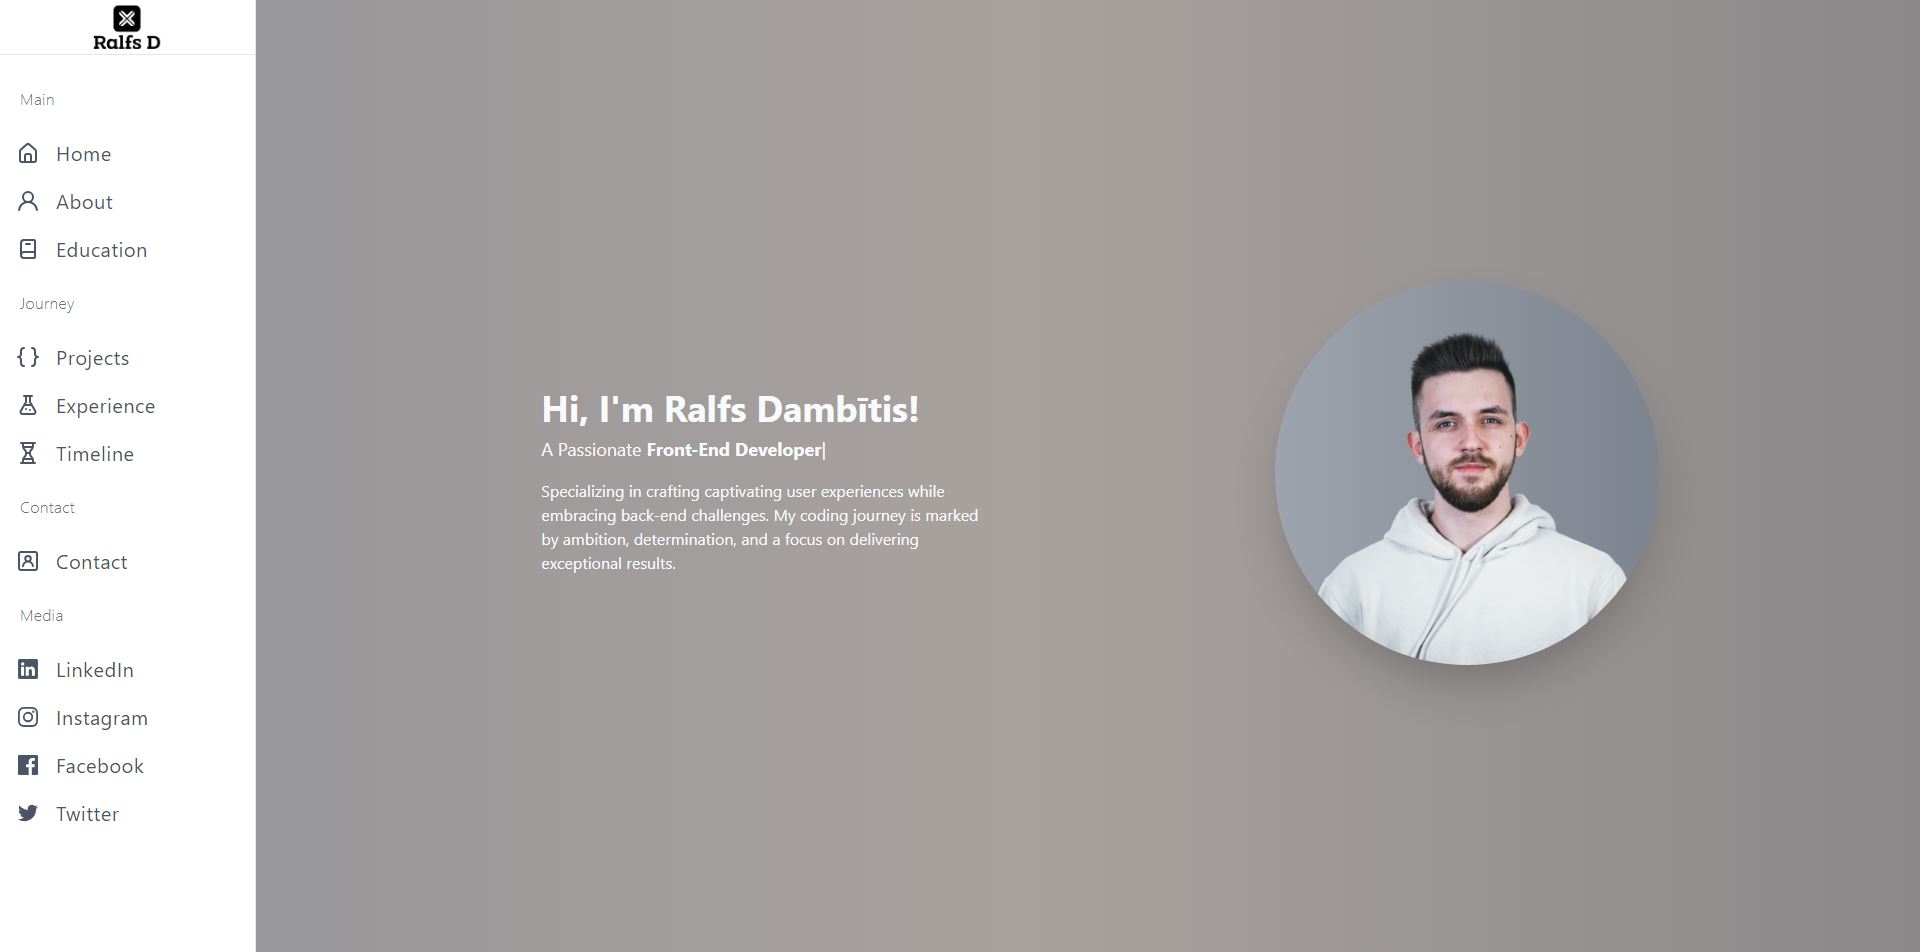 Ralfs D
Main
Home
About
Education
Journey
Projects
Experience
Timeline
Contact
Contact
Media
LinkedIn
Instagram
Facebook
Twitter
Hi, I'm Ralfs Dambītis!
A Passionate Front-End Developer|
Specializing in crafting captivating user experiences while
embracing back-end challenges. My coding journey is marked
by ambition, determination, and a focus on delivering
exceptional results.